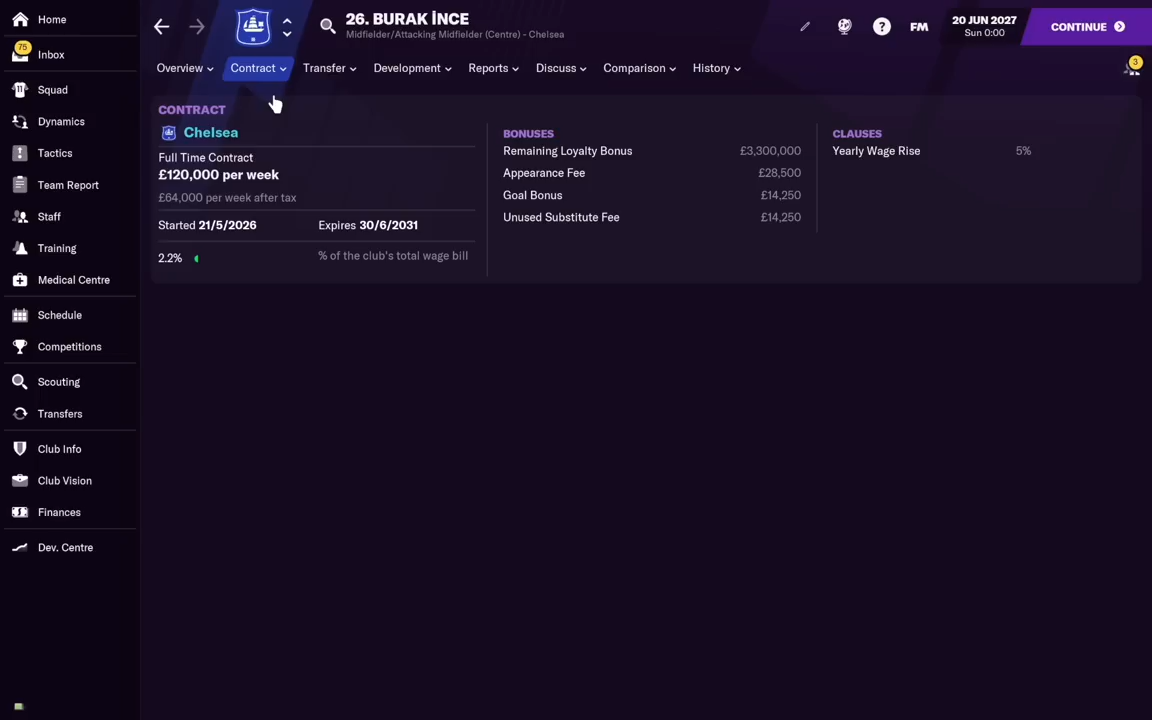 Home
75
Inbox
Squad
Dynamics
Tactics
Team Report
Staff
Training
Medical Centre
Schedule
Competitions
Scouting
Transfers
Club Info
Club Vision
Finances
Dev. Centre
26. BURAK İNCE
Midfielder/Attacking Midfielder (Centre) - Chelsea
?
FM
20 JUN 2027
Sun 0:00
CONTINUE
Overview
Contract
Transfer
Development
Reports
Discuss
Comparison
History
3
CONTRACT
Chelsea
Full Time Contract
£120,000 per week
£64,000 per week after tax
Started 21/5/2026 Expires 30/6/2031
2.2% % of the club's total wage bill
BONUSES
Remaining Loyalty Bonus £3,300,000
Appearance Fee £28,500
Goal Bonus £14,250
Unused Substitute Fee £14,250
CLAUSES
Yearly Wage Rise 5%